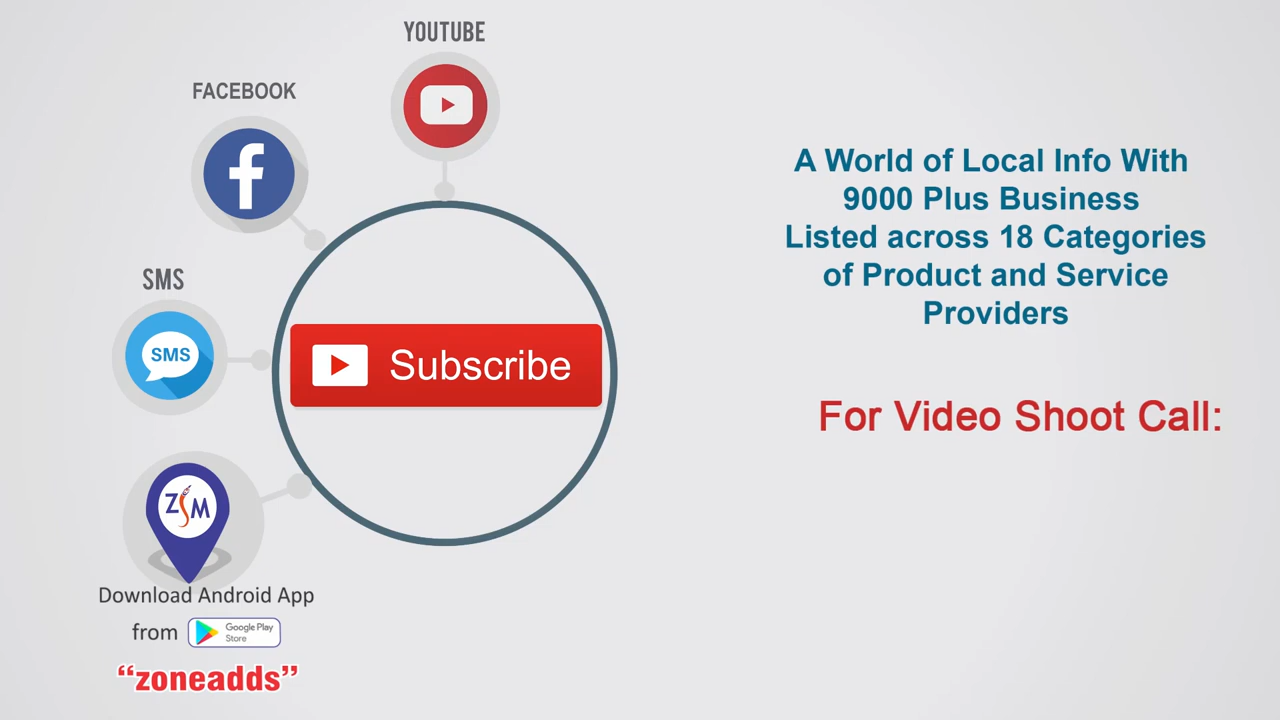 YOUTUBE
FACEBOOK
SMS
SMS
Subscribe
ZSM
Download Android App
from Google Play Store
“zoneadds”
A World of Local Info With
9000 Plus Business
Listed across 18 Categories
of Product and Service
Providers
For Video Shoot Call: